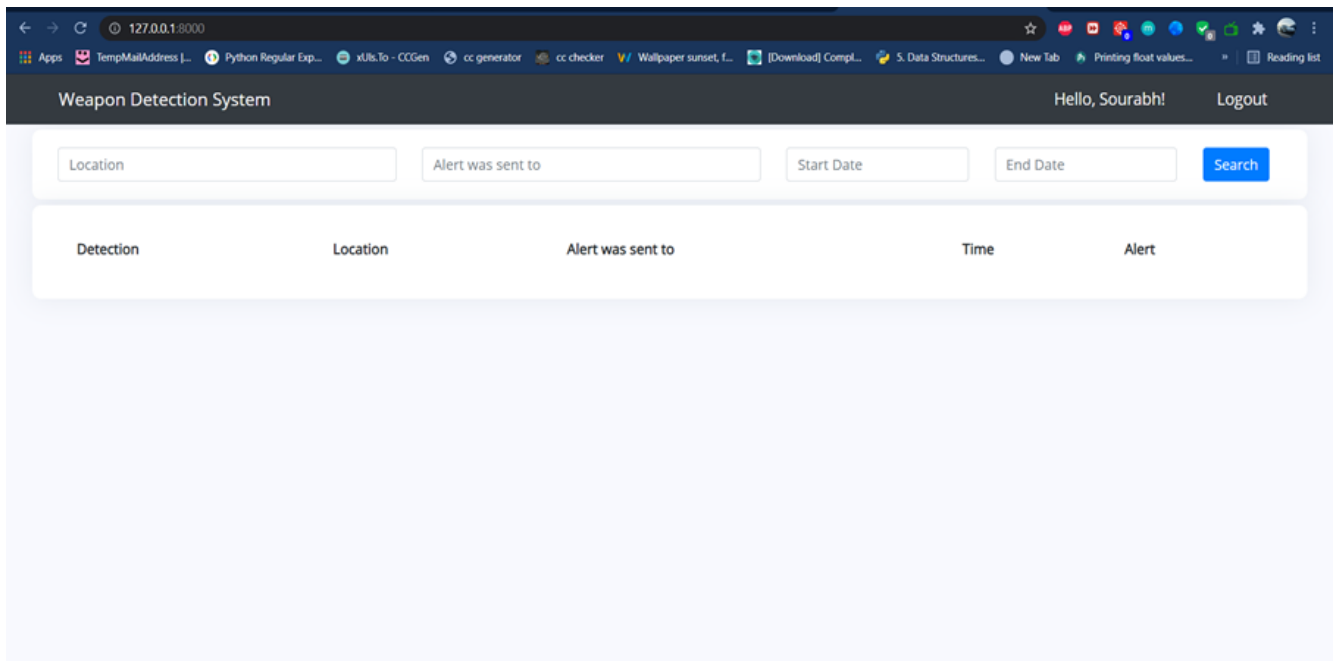 127.0.0.1:8000
Apps TempMailAddress |... Python Regular Exp... xUls.To - CCGen cc generator cc checker Wallpaper sunset, f... [Download] Compl... 5. Data Structures... New Tab Printing float values... » Reading list
Weapon Detection System Hello, Sourabh! Logout
Location Alert was sent to Start Date End Date Search
Detection Location Alert was sent to Time Alert